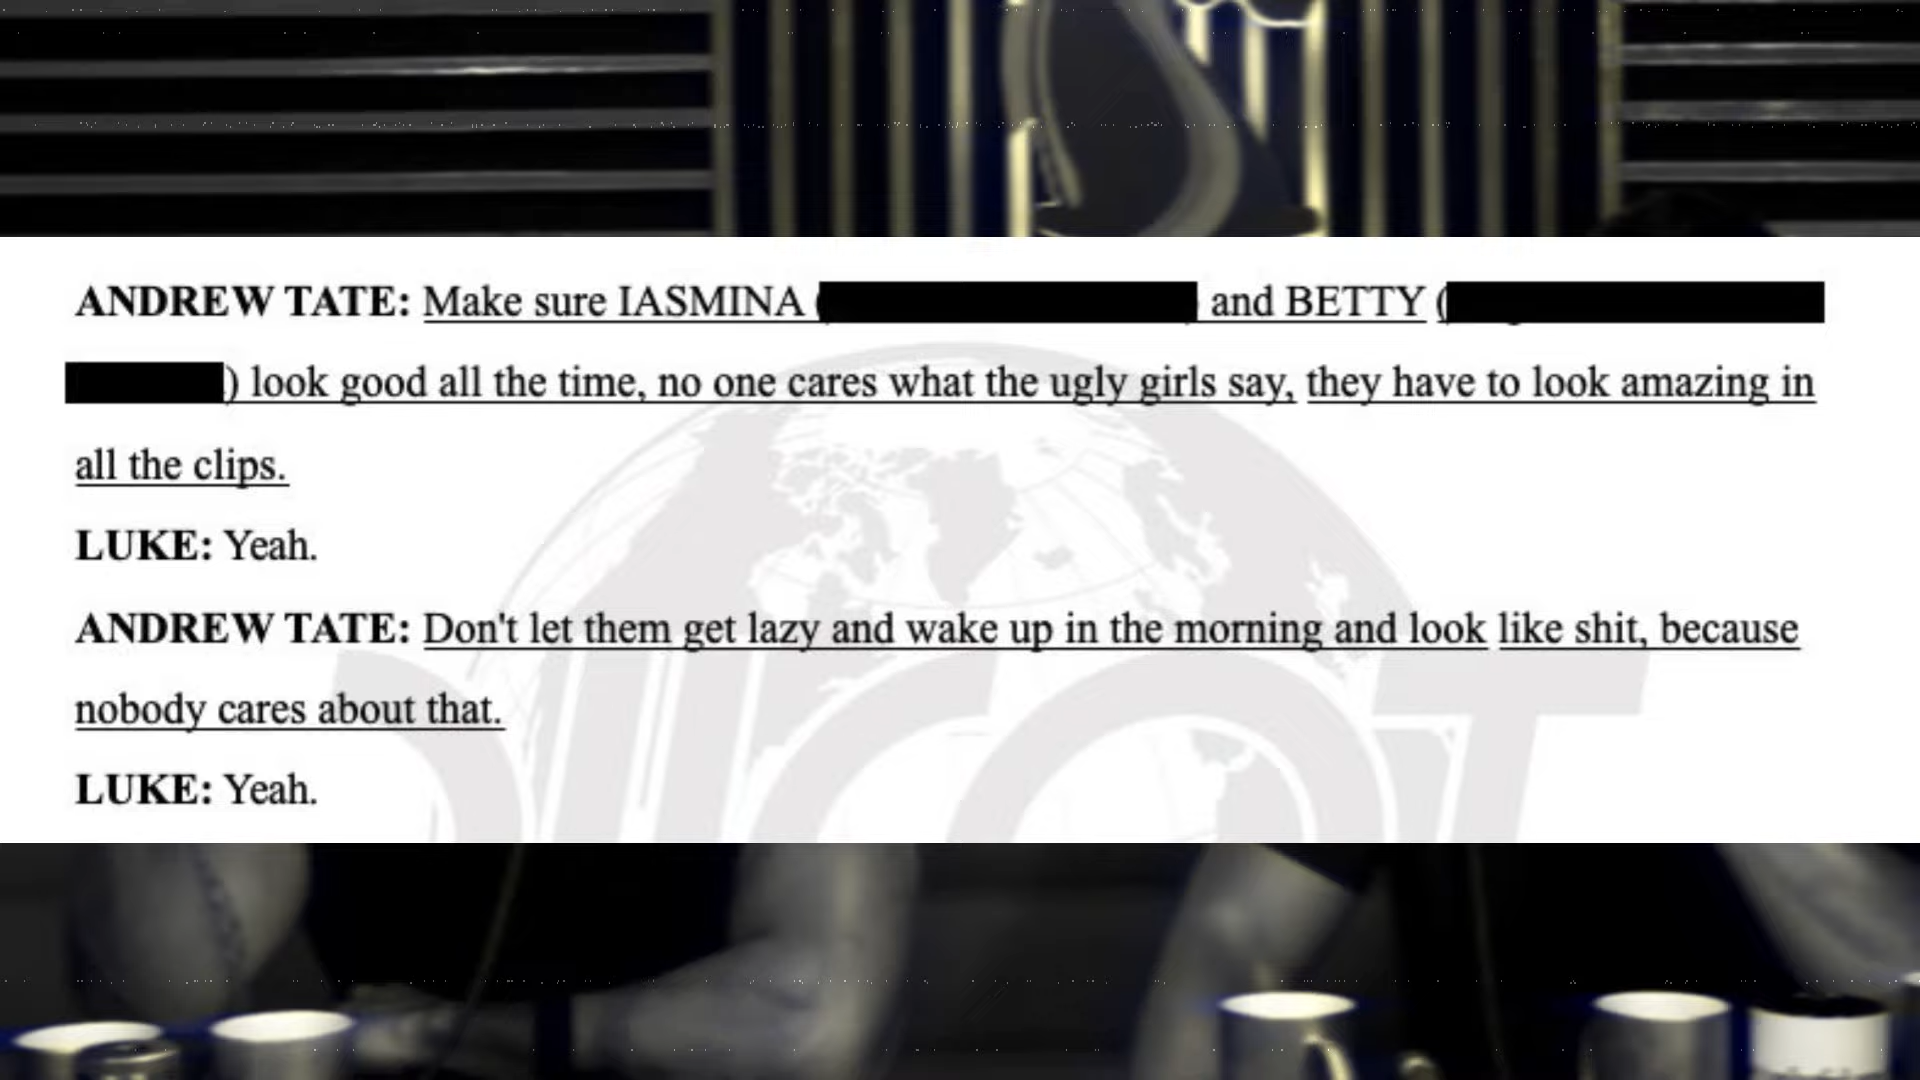 ANDREW TATE: Make sure IASMINA ( and BETTY (
) look good all the time, no one cares what the ugly girls say, they have to look amazing in
all the clips.
LUKE: Yeah.
ANDREW TATE: Don't let them get lazy and wake up in the morning and look like shit, because
nobody cares about that.
LUKE: Yeah.
DIICOT